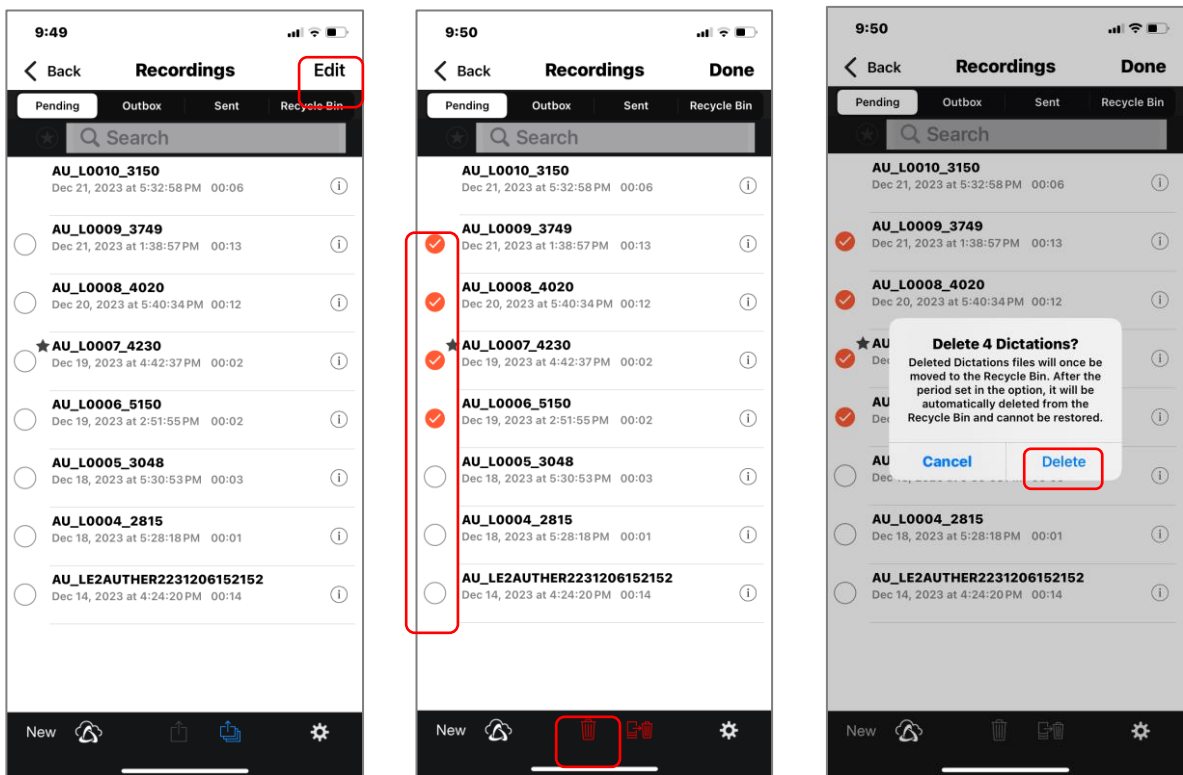 9:49
Back Recordings Edit
Pending Outbox Sent Recycle Bin
Search
AU_L0010_3150
Dec 21, 2023 at 5:32:58 PM 00:06
AU_L0009_3749
Dec 21, 2023 at 1:38:57 PM 00:13
AU_L0008_4020
Dec 20, 2023 at 5:40:34 PM 00:12
AU_L0007_4230
Dec 19, 2023 at 4:42:37 PM 00:02
AU_L0006_5150
Dec 19, 2023 at 2:51:55 PM 00:02
AU_L0005_3048
Dec 18, 2023 at 5:30:53 PM 00:03
AU_L0004_2815
Dec 18, 2023 at 5:28:18 PM 00:01
AU_LE2AUTHER2231206152152
Dec 14, 2023 at 4:24:20 PM 00:14
New
9:50
Back Recordings Done
Pending Outbox Sent Recycle Bin
Search
AU_L0010_3150
Dec 21, 2023 at 5:32:58 PM 00:06
AU_L0009_3749
Dec 21, 2023 at 1:38:57 PM 00:13
AU_L0008_4020
Dec 20, 2023 at 5:40:34 PM 00:12
AU_L0007_4230
Dec 19, 2023 at 4:42:37 PM 00:02
AU_L0006_5150
Dec 19, 2023 at 2:51:55 PM 00:02
AU_L0005_3048
Dec 18, 2023 at 5:30:53 PM 00:03
AU_L0004_2815
Dec 18, 2023 at 5:28:18 PM 00:01
AU_LE2AUTHER2231206152152
Dec 14, 2023 at 4:24:20 PM 00:14
New
9:50
Back Recordings Done
Pending Outbox Sent Recycle Bin
Search
AU_L0010_3150
Dec 21, 2023 at 5:32:58 PM 00:06
AU_L0009_3749
Dec 21, 2023 at 1:38:57 PM 00:13
AU_L0008_4020
Dec 20, 2023 at 5:40:34 PM 00:12
AU
Dec
Delete 4 Dictations?
Deleted Dictations files will once be
moved to the Recycle Bin. After the
period set in the option, it will be
automatically deleted from the
Recycle Bin and cannot be restored.
Cancel Delete
AU
Dec
AU
Dec
AU_L0004_2815
Dec 18, 2023 at 5:28:18 PM 00:01
AU_LE2AUTHER2231206152152
Dec 14, 2023 at 4:24:20 PM 00:14
New